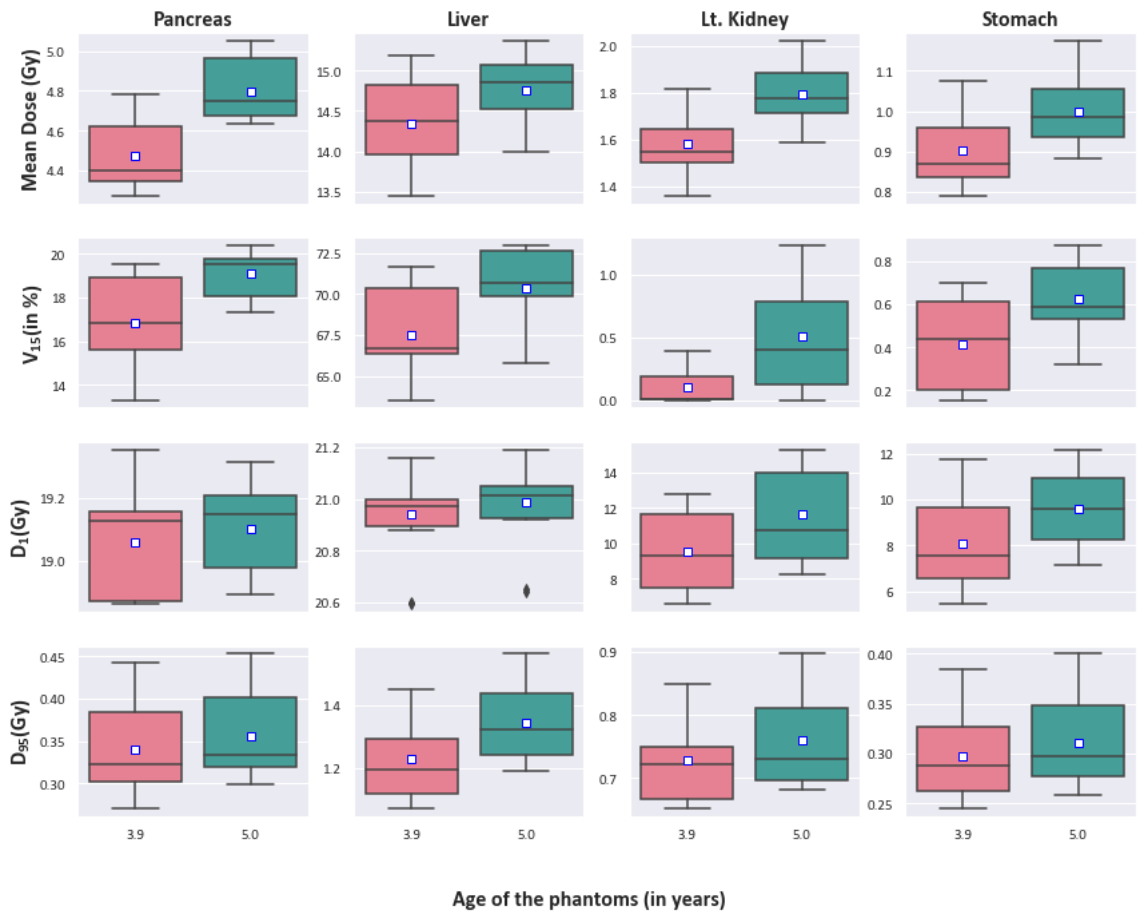 Pancreas Liver Lt. Kidney Stomach
Mean Dose (Gy)
5.0 4.8 4.6 4.4
15.0 14.5 14.0 13.5
2.0 1.8 1.6 1.4
1.1 1.0 0.9 0.8
V₁₅(in %)
20 18 16 14
72.5 70.0 67.5 65.0
1.0 0.5 0.0
0.8 0.6 0.4 0.2
D₁(Gy)
19.2 19.0
21.2 21.0 20.8 20.6
14 12 10 8
12 10 8 6
D₉₅(Gy)
0.45 0.40 0.35 0.30
1.4 1.2
0.9 0.8 0.7
0.40 0.35 0.30 0.25
3.9 5.0 3.9 5.0 3.9 5.0 3.9 5.0
Age of the phantoms (in years)